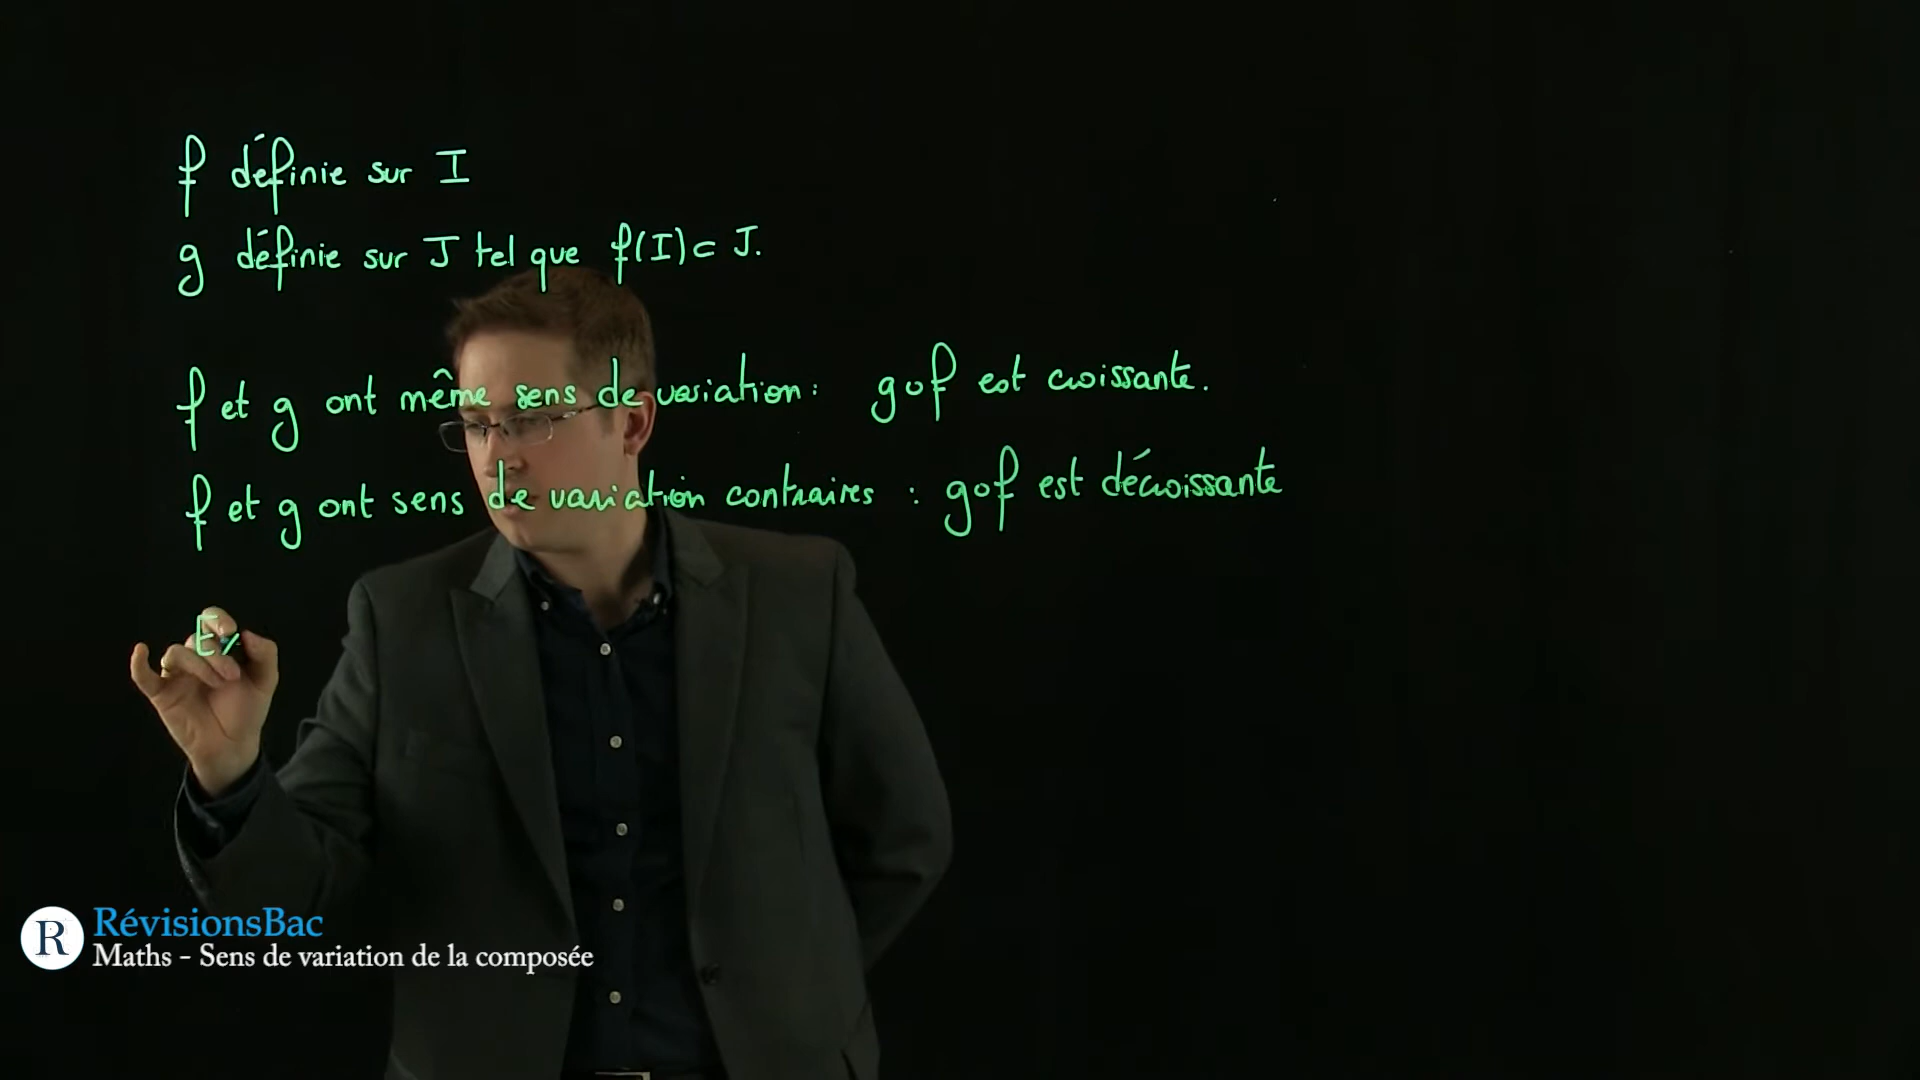 f définie sur I
g définie sur J tel que f(I) ⊂ J.
f et g ont même sens de variation : g∘f est croissante.
f et g ont sens de variation contraires : g∘f est décroissante
Ex
R RévisionsBac
Maths - Sens de variation de la composée